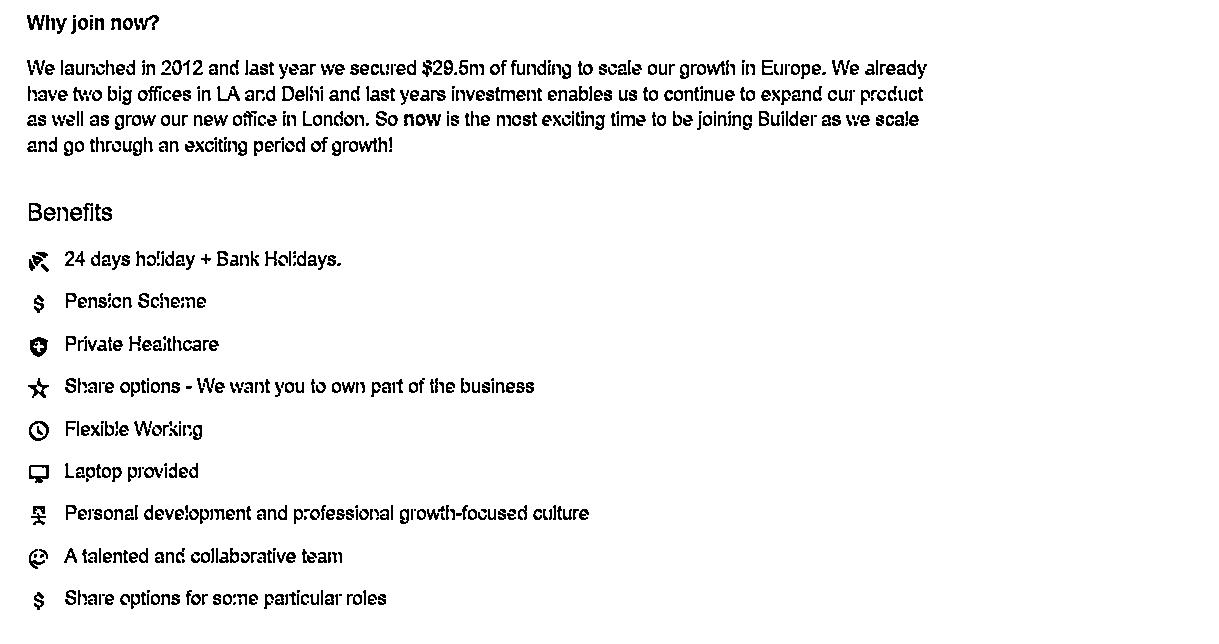 Why join now?
We launched in 2012 and last year we secured $29.5m of funding to scale our growth in Europe. We already
have two big offices in LA and Delhi and last years investment enables us to continue to expand our product
as well as grow our new office in London. So now is the most exciting time to be joining Builder as we scale
and go through an exciting period of growth!
Benefits
24 days holiday + Bank Holidays.
Pension Scheme
Private Healthcare
Share options - We want you to own part of the business
Flexible Working
Laptop provided
Personal development and professional growth-focused culture
A talented and collaborative team
Share options for some particular roles